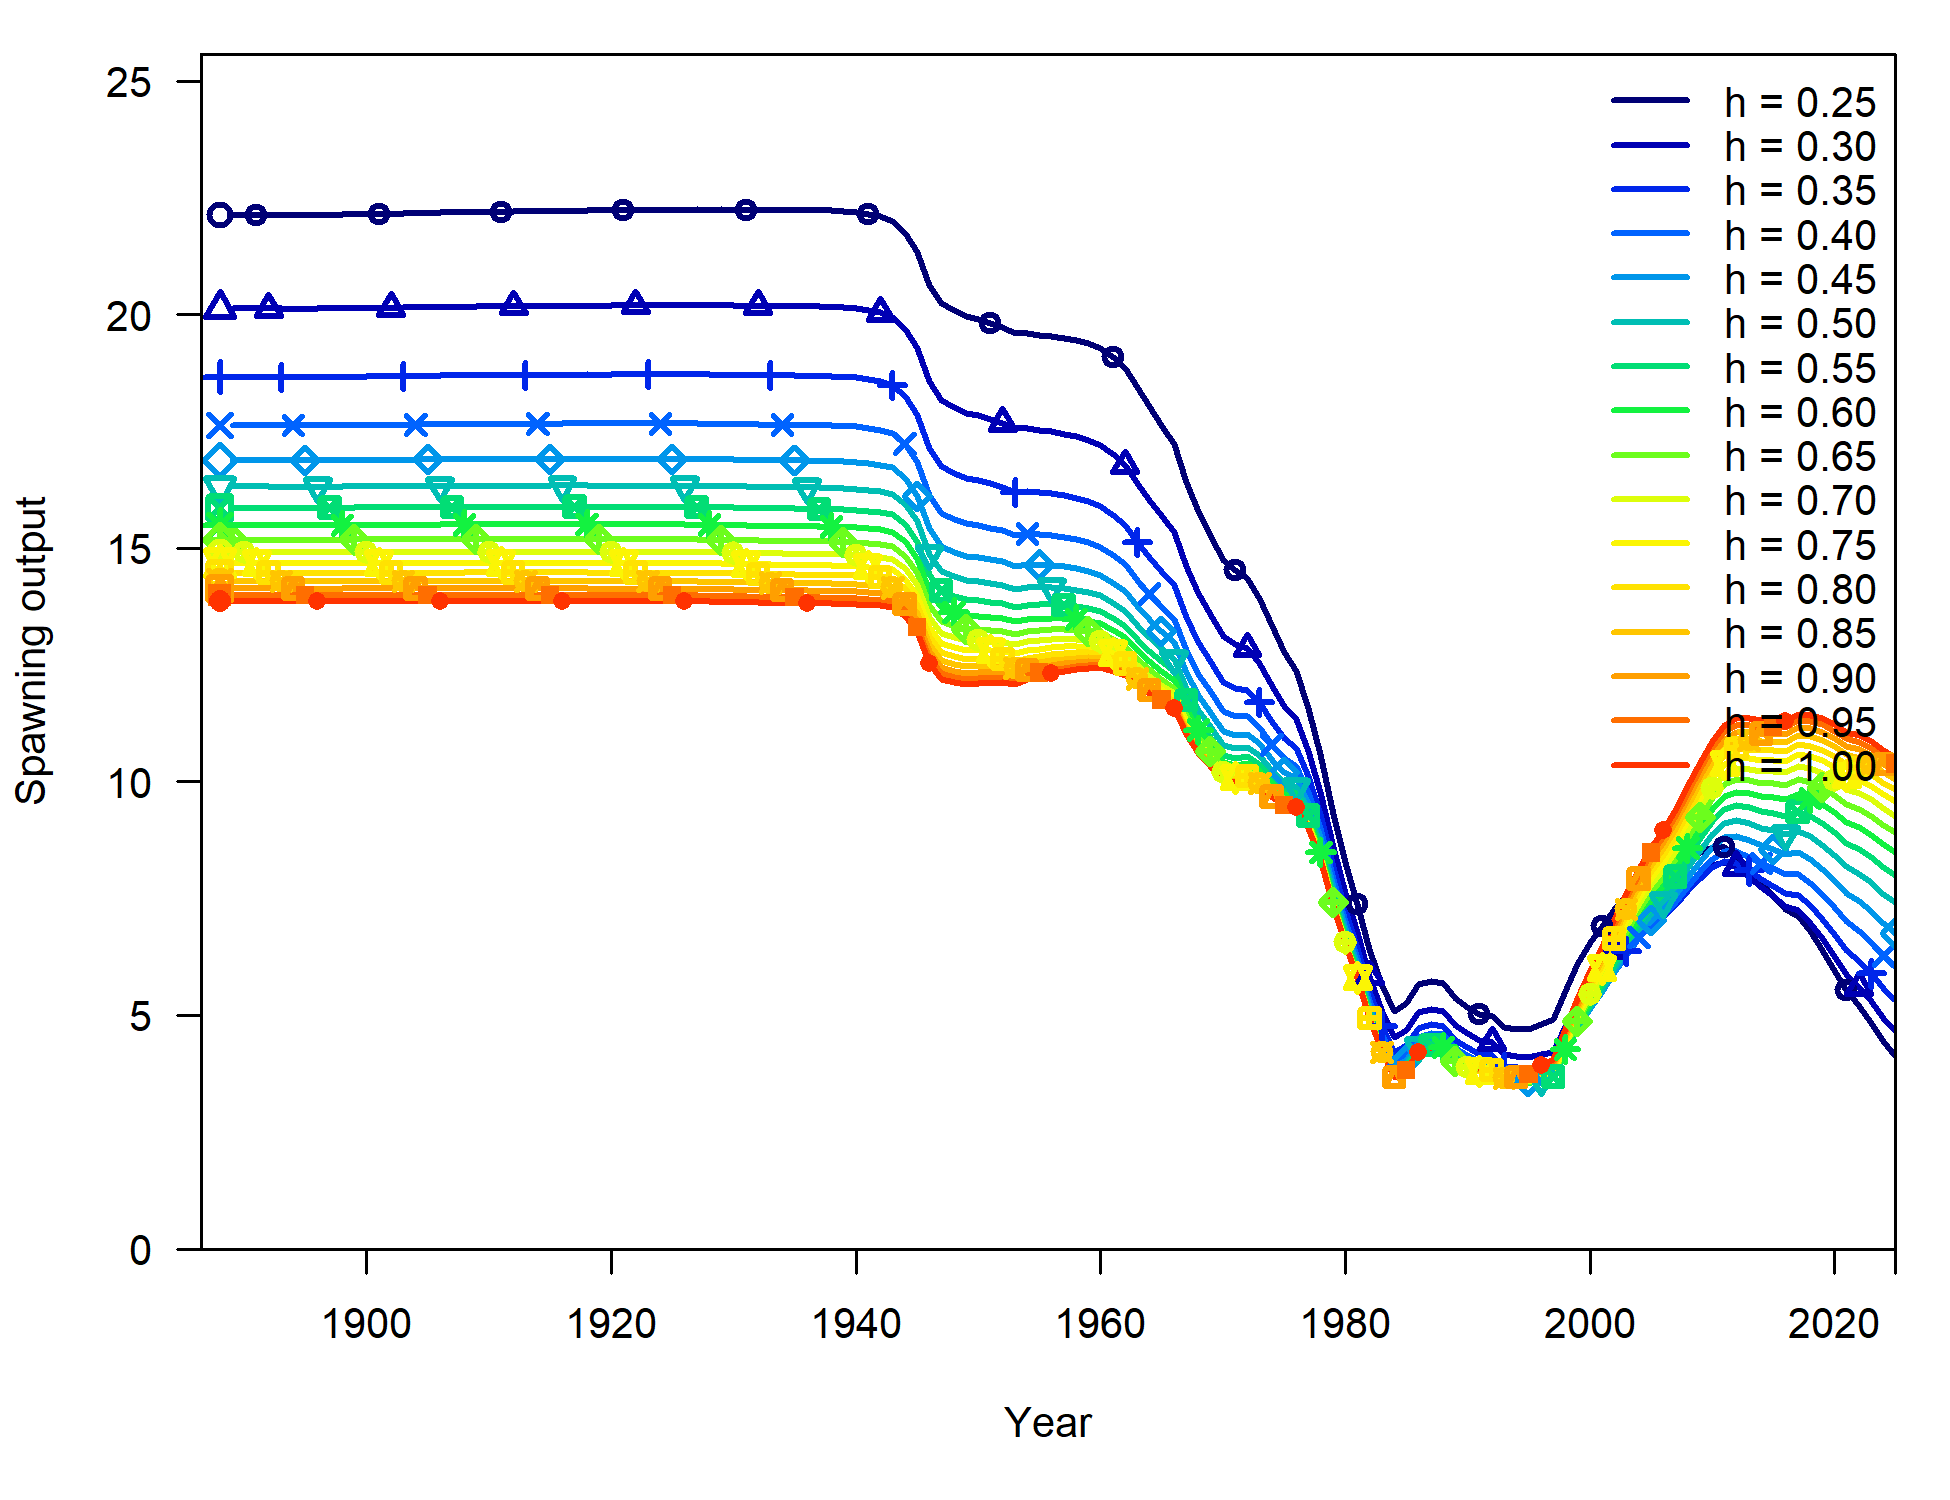 25
20
15
10
5
0
Spawning output
h = 0.25
h = 0.30
h = 0.35
h = 0.40
h = 0.45
h = 0.50
h = 0.55
h = 0.60
h = 0.65
h = 0.70
h = 0.75
h = 0.80
h = 0.85
h = 0.90
h = 0.95
h = 1.00
1900 1920 1940 1960 1980 2000 2020
Year